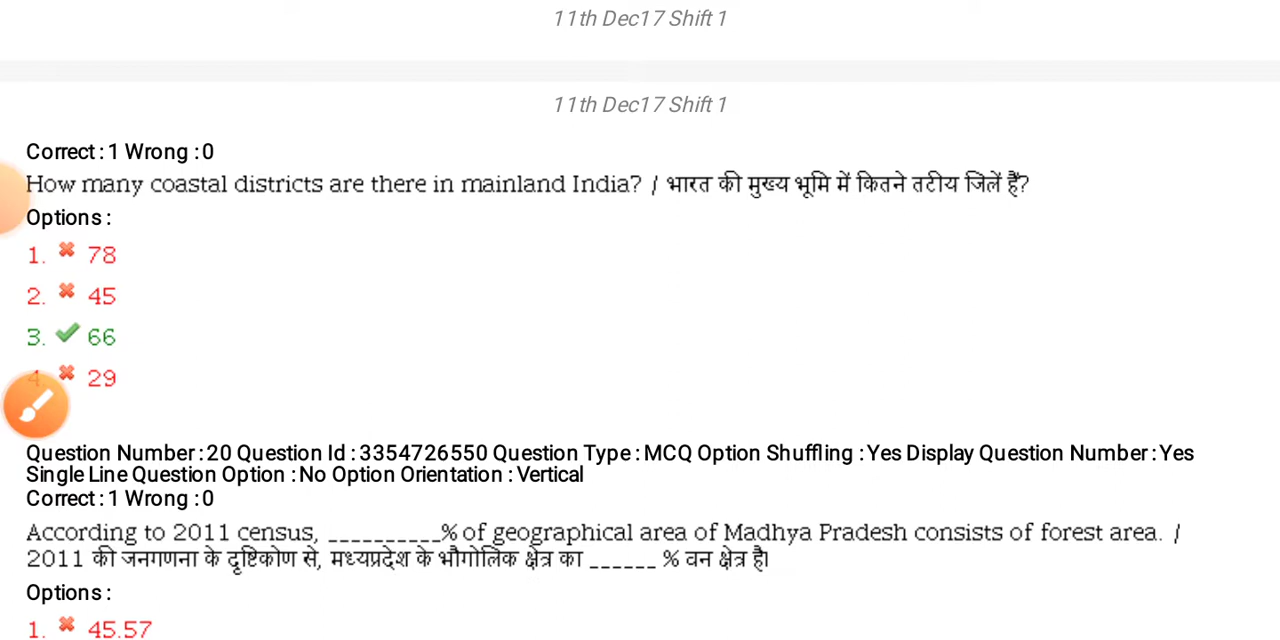 11th Dec17 Shift 1
11th Dec17 Shift 1
Correct : 1 Wrong : 0
How many coastal districts are there in mainland India? / भारत की मुख्य भूमि में कितने तटीय जिलें हैं?
Options :
1. 78
2. 45
3. 66
4. 29
Question Number : 20 Question Id : 3354726550 Question Type : MCQ Option Shuffling : Yes Display Question Number : Yes
Single Line Question Option : No Option Orientation : Vertical
Correct : 1 Wrong : 0
According to 2011 census, __________% of geographical area of Madhya Pradesh consists of forest area. /
2011 की जनगणना के दृष्टिकोण से, मध्यप्रदेश के भौगोलिक क्षेत्र का ______ % वन क्षेत्र है।
Options :
1. 45.57